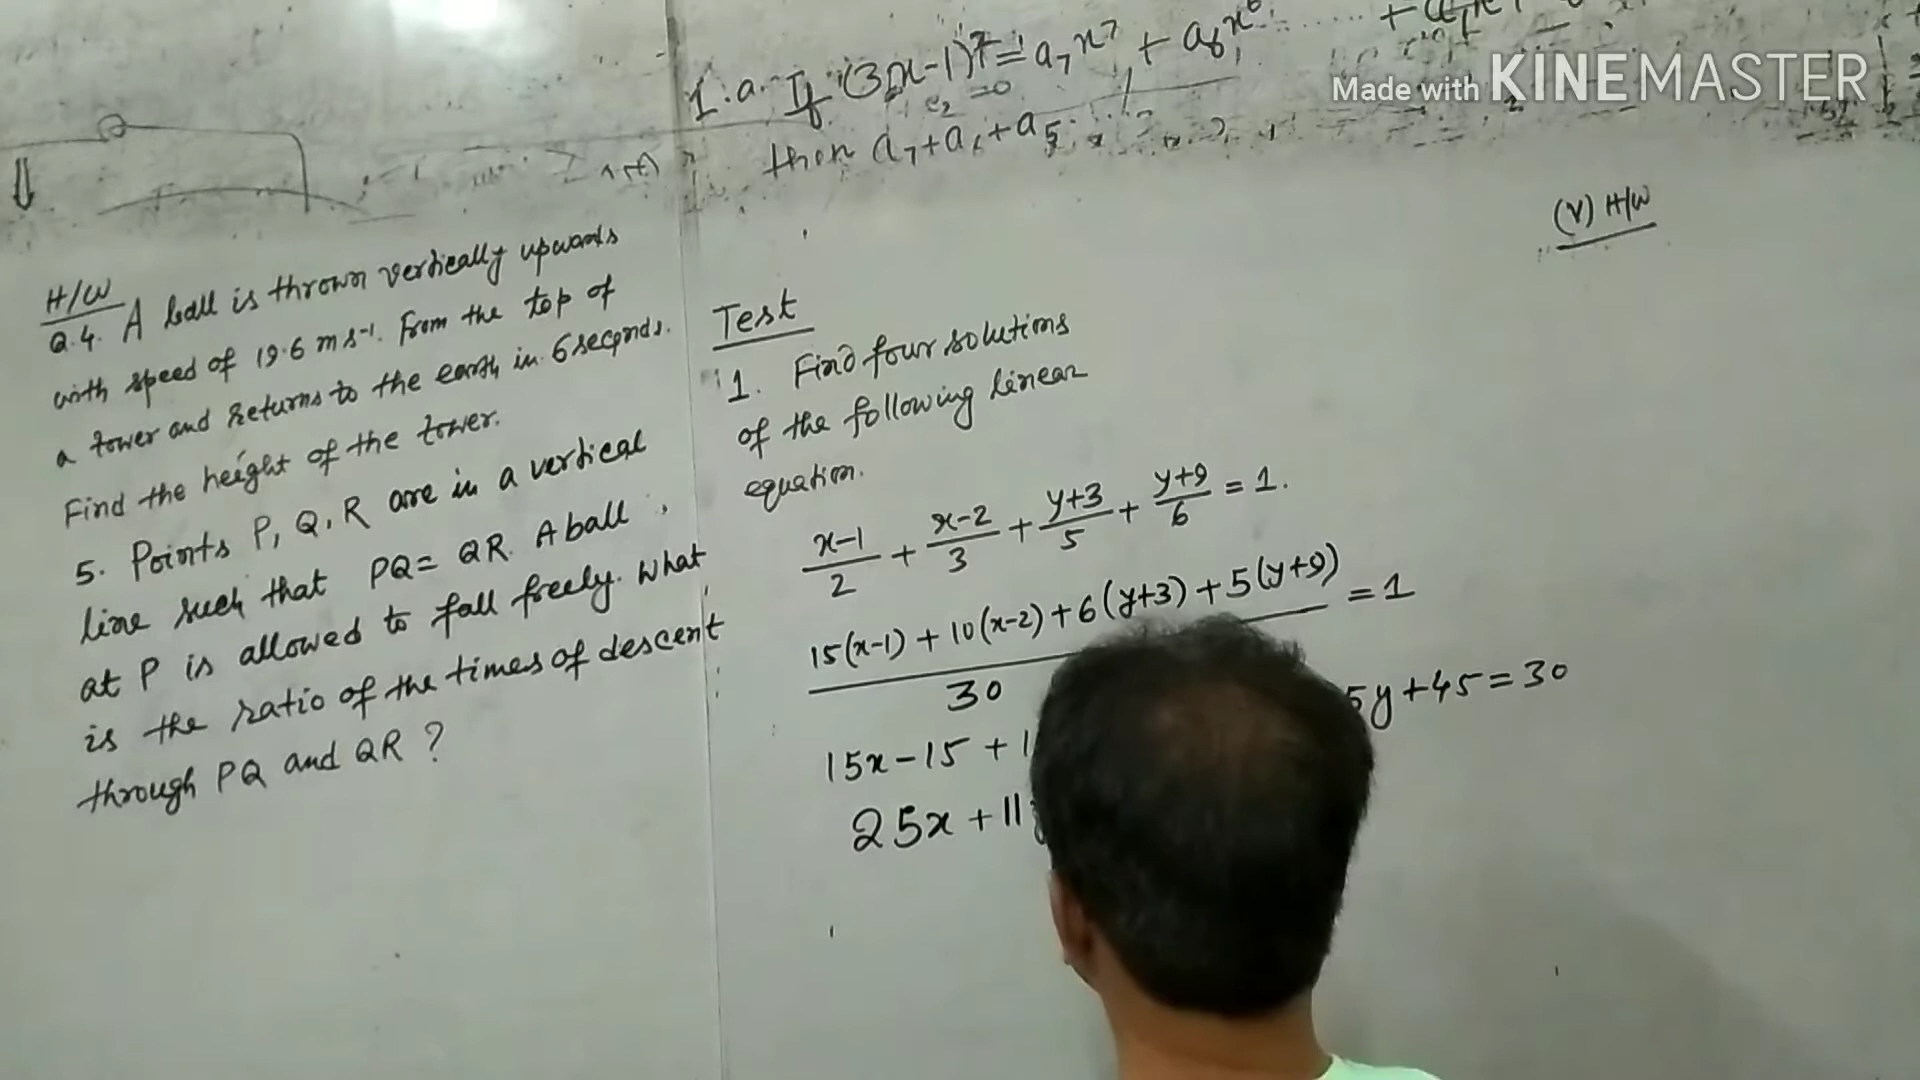 1.a. If (3x-1)⁷ = a₇x⁷ + a₆x⁶
then a₇+a₆+a₅
Made with KINEMASTER
(V) H/W
H/W
Q.4. A ball is thrown vertically upwards
with speed of 19.6 m s⁻¹. From the top of
a tower and returns to the earth in 6 seconds.
Find the height of the tower.
5. Points P, Q, R are in a vertical
line such that PQ = QR. A ball
at P is allowed to fall freely. What
is the ratio of the times of descent
through PQ and QR ?
Test
1. Find four solutions
of the following linear
equation.
(x-1)/2 + (x-2)/3 + (y+3)/5 + (y+9)/6 = 1.
(15(x-1) + 10(x-2) + 6(y+3) + 5(y+9))/30 = 1
15x - 15 + 1 5y + 45 = 30
25x + 11